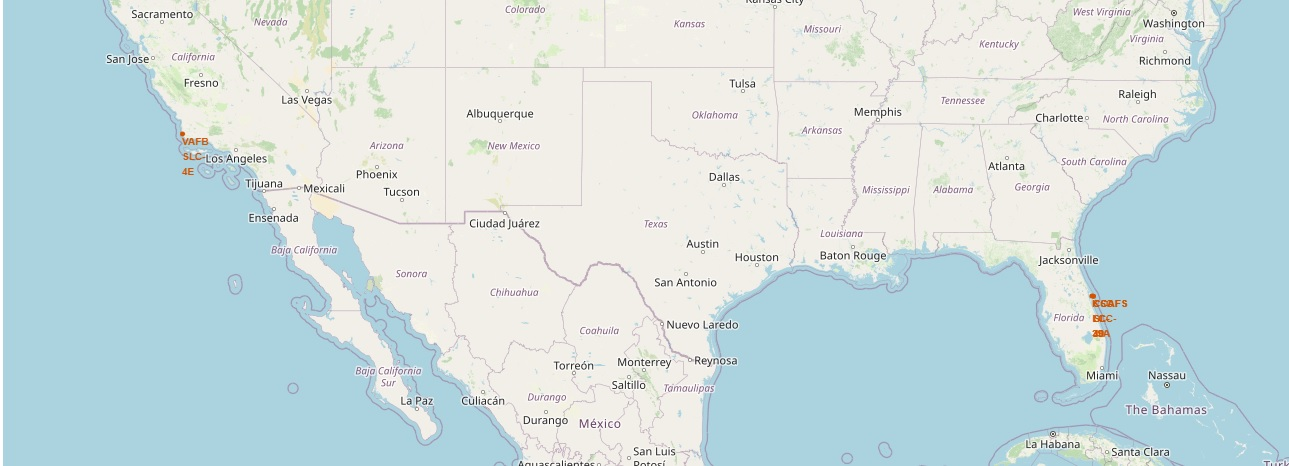 Sacramento
Nevada
Colorado
Kansas
Kansas City
Missouri
West Virginia
Washington
San Jose
California
Kentucky
Virginia
Richmond
Fresno
Las Vegas
Tulsa
Raleigh
Albuquerque
Oklahoma
Memphis
Tennessee
Charlotte
North Carolina
Arkansas
VAFB
SLC-
4E
Los Angeles
Arizona
New Mexico
Atlanta
South Carolina
Phoenix
Dallas
Tijuana
Mexicali
Tucson
Mississippi
Alabama
Georgia
Ensenada
Ciudad Juárez
Texas
Louisiana
Baja California
Austin
Houston
Baton Rouge
Jacksonville
Sonora
San Antonio
Chihuahua
Florida
Coahuila
Nuevo Laredo
Torreón
Monterrey
Reynosa
Baja California
Sur
Saltillo
Tamaulipas
Miami
Nassau
La Paz
Culiacán
Durango
Durango
México
The Bahamas
La Habana
Santa Clara
San Luis
Potosí
Aguascalientes